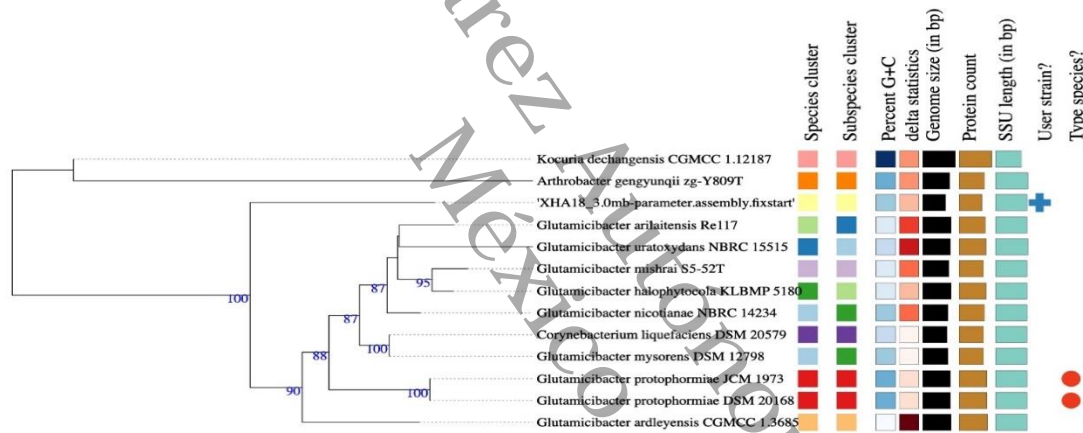 rez Autónom
México
Species cluster
Subspecies cluster
Percent G+C
delta statistics
Genome size (in bp)
Protein count
SSU length (in bp)
User strain?
Type species?
Kocuria dechangensis CGMCC 1.12187
Arthrobacter gengyunqii zg-Y809T
'XHA18_3.0mb-parameter.assembly.fixstart'
Glutamicibacter arilaitensis Re117
Glutamicibacter uratoxydans NBRC 15515
Glutamicibacter mishrai S5-52T
Glutamicibacter halophytocola KLBMP 5180
Glutamicibacter nicotianae NBRC 14234
Corynebacterium liquefaciens DSM 20579
Glutamicibacter mysorens DSM 12798
Glutamicibacter protophormiae JCM 1973
Glutamicibacter protophormiae DSM 20168
Glutamicibacter ardleyensis CGMCC 1.3685
100
95
87
87
100
88
100
90